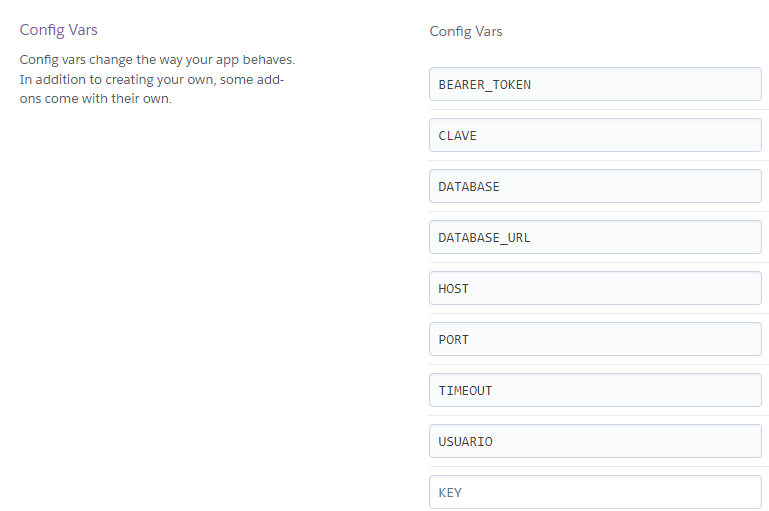 Config Vars
Config vars change the way your app behaves.
In addition to creating your own, some add-
ons come with their own.
Config Vars
BEARER_TOKEN
CLAVE
DATABASE
DATABASE_URL
HOST
PORT
TIMEOUT
USUARIO
KEY